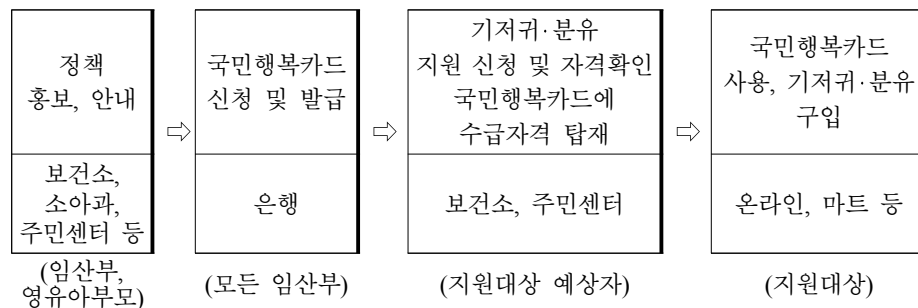 정책
홍보, 안내
보건소,
소아과,
주민센터 등
(임산부,
영유아부모)
⇨
국민행복카드
신청 및 발급
은행
(모든 임산부)
⇨
기저귀·분유
지원 신청 및 자격확인
국민행복카드에
수급자격 탑재
보건소, 주민센터
(지원대상 예상자)
⇨
국민행복카드
사용, 기저귀·분유
구입
온라인, 마트 등
(지원대상)